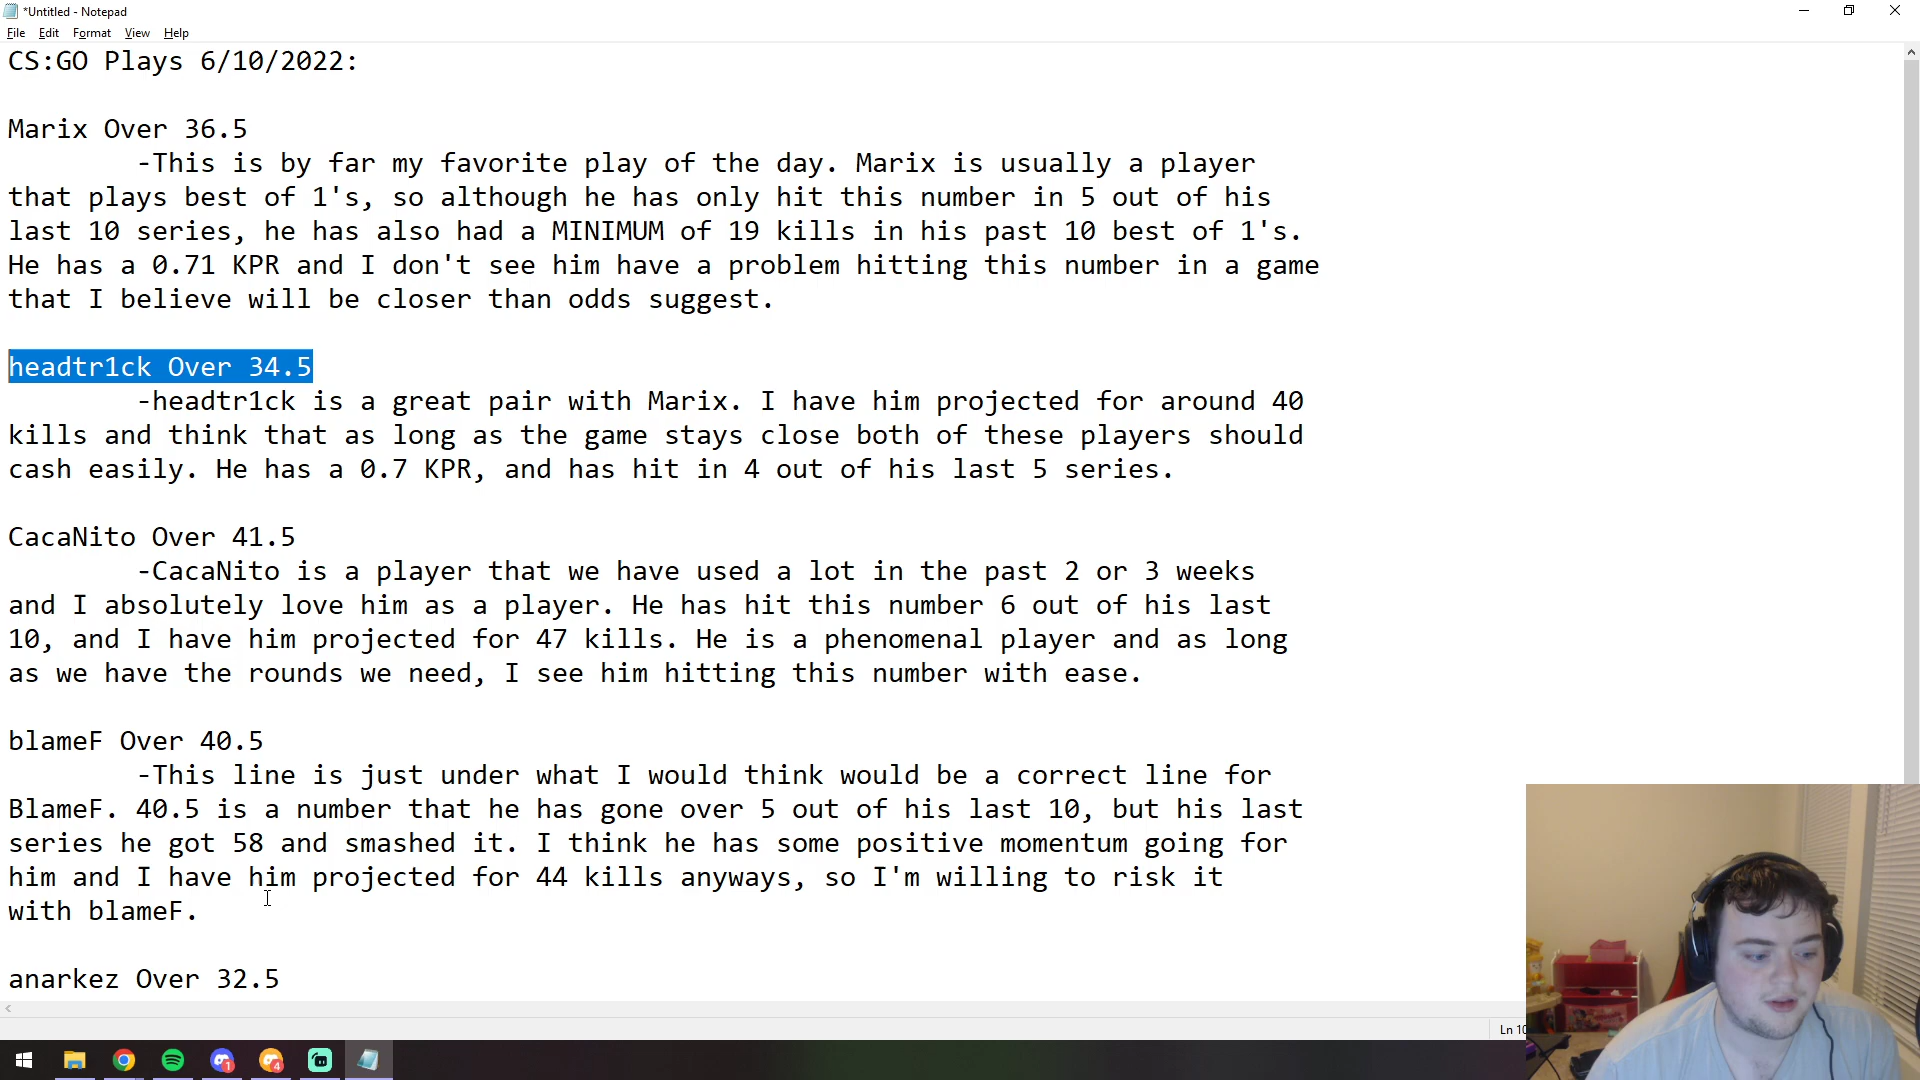 *Untitled - Notepad
File Edit Format View Help
CS:GO Plays 6/10/2022:
Marix Over 36.5
-This is by far my favorite play of the day. Marix is usually a player
that plays best of 1's, so although he has only hit this number in 5 out of his
last 10 series, he has also had a MINIMUM of 19 kills in his past 10 best of 1's.
He has a 0.71 KPR and I don't see him have a problem hitting this number in a game
that I believe will be closer than odds suggest.
headtr1ck Over 34.5
-headtr1ck is a great pair with Marix. I have him projected for around 40
kills and think that as long as the game stays close both of these players should
cash easily. He has a 0.7 KPR, and has hit in 4 out of his last 5 series.
CacaNito Over 41.5
-CacaNito is a player that we have used a lot in the past 2 or 3 weeks
and I absolutely love him as a player. He has hit this number 6 out of his last
10, and I have him projected for 47 kills. He is a phenomenal player and as long
as we have the rounds we need, I see him hitting this number with ease.
blameF Over 40.5
-This line is just under what I would think would be a correct line for
BlameF. 40.5 is a number that he has gone over 5 out of his last 10, but his last
series he got 58 and smashed it. I think he has some positive momentum going for
him and I have him projected for 44 kills anyways, so I'm willing to risk it
with blameF.
anarkez Over 32.5
Ln 10
1
4